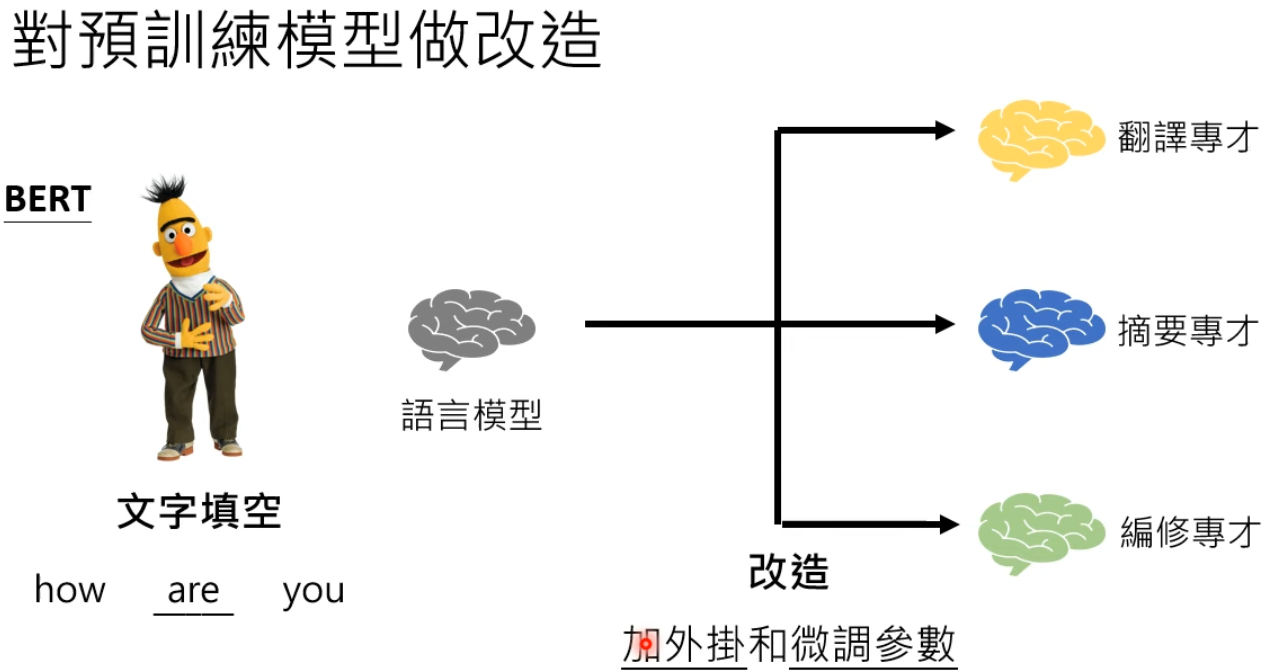 對預訓練模型做改造
BERT
文字填空
how are you
語言模型
翻譯專才
摘要專才
編修專才
改造
加外掛和微調參數